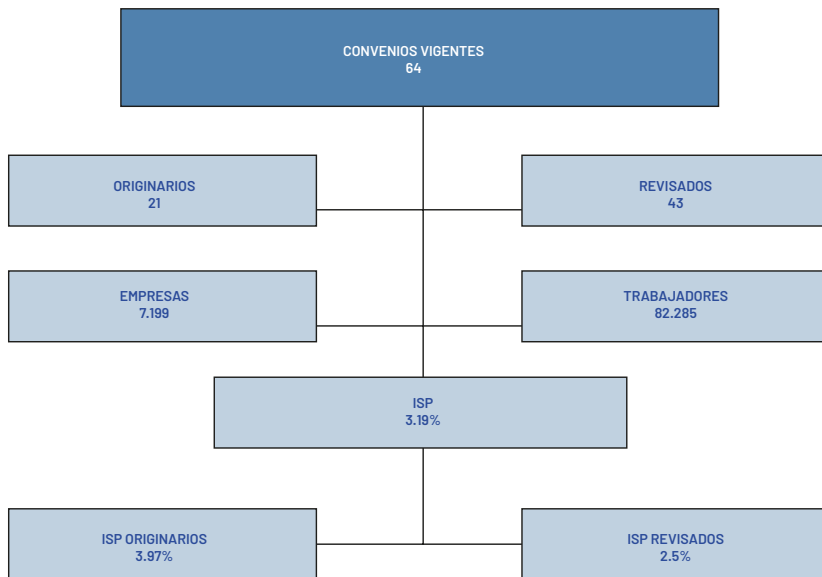 CONVENIOS VIGENTES
64
ORIGINARIOS
21
REVISADOS
43
EMPRESAS
7.199
TRABAJADORES
82.285
ISP
3.19%
ISP ORIGINARIOS
3.97%
ISP REVISADOS
2.5%